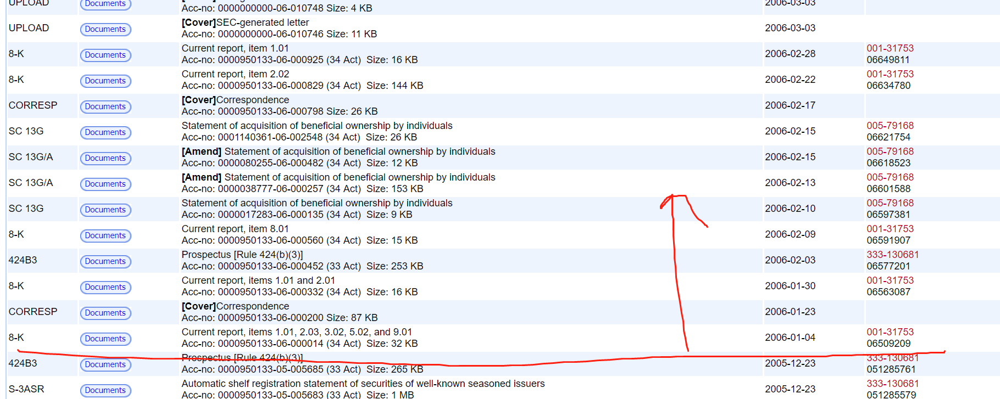 UPLOAD Documents
Acc-no: 0000000000-06-010748 Size: 4 KB 2006-03-03
UPLOAD Documents [Cover]SEC-generated letter 2006-03-03
Acc-no: 0000000000-06-010746 Size: 11 KB
8-K Documents Current report, item 1.01 2006-02-28 001-31753
Acc-no: 0000950133-06-000925 (34 Act)  Size: 16 KB 06649811
8-K Documents Current report, item 2.02 2006-02-22 001-31753
Acc-no: 0000950133-06-000829 (34 Act)  Size: 144 KB 06634780
CORRESP Documents [Cover]Correspondence 2006-02-17
Acc-no: 0000950133-06-000798 Size: 26 KB
SC 13G Documents Statement of acquisition of beneficial ownership by individuals 2006-02-15 005-79168
Acc-no: 0001140361-06-002548 (34 Act)  Size: 26 KB 06621754
SC 13G/A Documents [Amend] Statement of acquisition of beneficial ownership by individuals 2006-02-15 005-79168
Acc-no: 0000080255-06-000482 (34 Act)  Size: 12 KB 06618523
SC 13G/A Documents [Amend] Statement of acquisition of beneficial ownership by individuals 2006-02-13 005-79168
Acc-no: 0000038777-06-000257 (34 Act)  Size: 153 KB 06601588
SC 13G Documents Statement of acquisition of beneficial ownership by individuals 2006-02-10 005-79168
Acc-no: 0000017283-06-000135 (34 Act)  Size: 9 KB 06597381
8-K Documents Current report, item 8.01 2006-02-09 001-31753
Acc-no: 0000950133-06-000560 (34 Act)  Size: 15 KB 06591907
424B3 Documents Prospectus [Rule 424(b)(3)] 2006-02-03 333-130681
Acc-no: 0000950133-06-000452 (33 Act)  Size: 253 KB 06577201
8-K Documents Current report, items 1.01 and 2.01 2006-01-30 001-31753
Acc-no: 0000950133-06-000332 (34 Act)  Size: 16 KB 06563087
CORRESP Documents [Cover]Correspondence 2006-01-23
Acc-no: 0000950133-06-000200 Size: 87 KB
8-K Documents Current report, items 1.01, 2.03, 3.02, 5.02, and 9.01 2006-01-04 001-31753
Acc-no: 0000950133-06-000014 (34 Act)  Size: 32 KB 06509209
424B3 Documents Prospectus [Rule 424(b)(3)] 2005-12-23 333-130681
Acc-no: 0000950133-05-005685 (33 Act)  Size: 265 KB 051285761
S-3ASR Documents Automatic shelf registration statement of securities of well-known seasoned issuers 2005-12-23 333-130681
Acc-no: 0000950133-05-005683 (33 Act)  Size: 1 MB 051285579